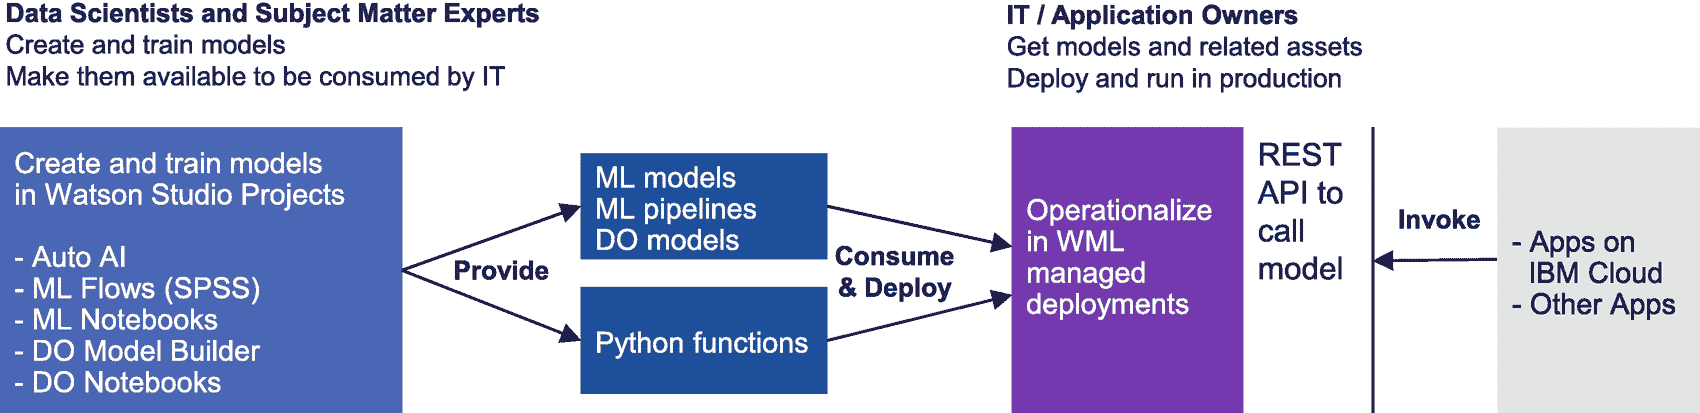 Data Scientists and Subject Matter Experts
Create and train models
Make them available to be consumed by IT
IT / Application Owners
Get models and related assets
Deploy and run in production
Create and train models
in Watson Studio Projects
- Auto AI
- ML Flows (SPSS)
- ML Notebooks
- DO Model Builder
- DO Notebooks
Provide
ML models
ML pipelines
DO models
Python functions
Consume
& Deploy
Operationalize
in WML
managed
deployments
REST
API to
call
model
Invoke
- Apps on
IBM Cloud
- Other Apps